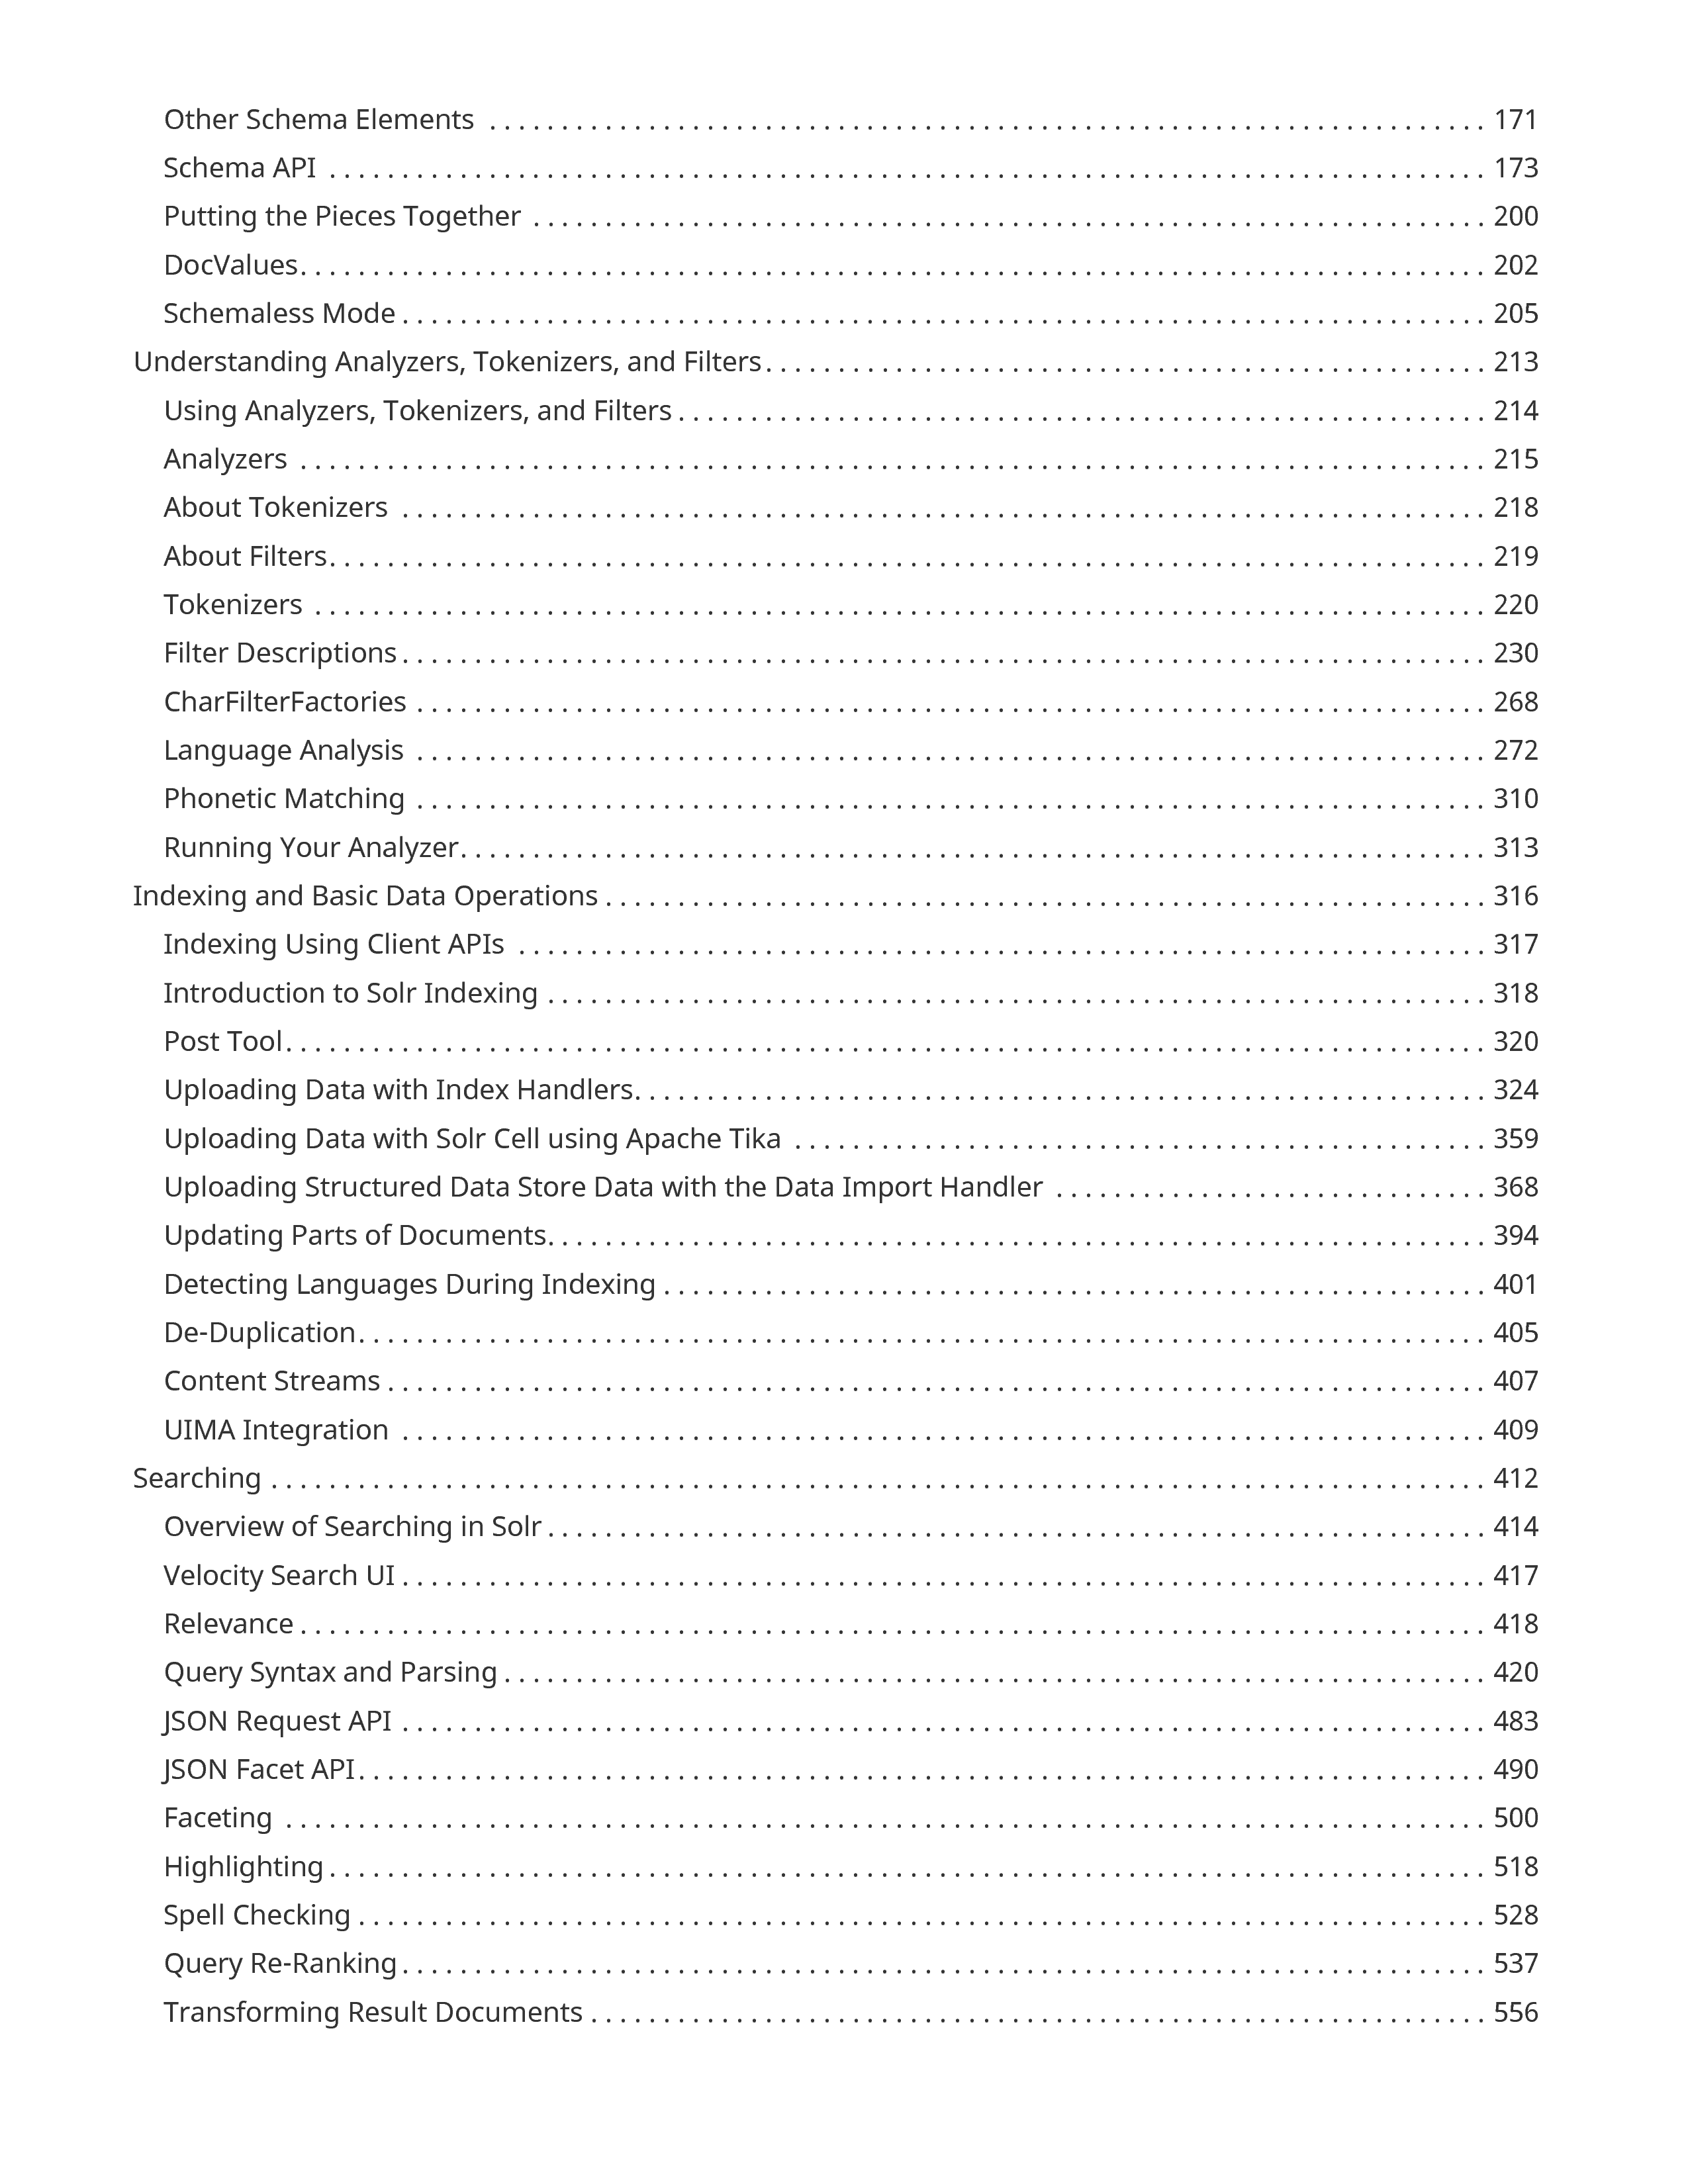 Other Schema Elements . . . . . . . . . . . . . . . . . . . . 171
Schema API . . . . . . . . . . . . . . . . . . . . 173
Putting the Pieces Together . . . . . . . . . . . . . . . . . . . . 200
DocValues . . . . . . . . . . . . . . . . . . . . 202
Schemaless Mode . . . . . . . . . . . . . . . . . . . . 205
Understanding Analyzers, Tokenizers, and Filters . . . . . . . . . . . . . . . . . . . . 213
Using Analyzers, Tokenizers, and Filters . . . . . . . . . . . . . . . . . . . . 214
Analyzers . . . . . . . . . . . . . . . . . . . . 215
About Tokenizers . . . . . . . . . . . . . . . . . . . . 218
About Filters . . . . . . . . . . . . . . . . . . . . 219
Tokenizers . . . . . . . . . . . . . . . . . . . . 220
Filter Descriptions . . . . . . . . . . . . . . . . . . . . 230
CharFilterFactories . . . . . . . . . . . . . . . . . . . . 268
Language Analysis . . . . . . . . . . . . . . . . . . . . 272
Phonetic Matching . . . . . . . . . . . . . . . . . . . . 310
Running Your Analyzer . . . . . . . . . . . . . . . . . . . . 313
Indexing and Basic Data Operations . . . . . . . . . . . . . . . . . . . . 316
Indexing Using Client APIs . . . . . . . . . . . . . . . . . . . . 317
Introduction to Solr Indexing . . . . . . . . . . . . . . . . . . . . 318
Post Tool . . . . . . . . . . . . . . . . . . . . 320
Uploading Data with Index Handlers . . . . . . . . . . . . . . . . . . . . 324
Uploading Data with Solr Cell using Apache Tika . . . . . . . . . . . . . . . . . . . . 359
Uploading Structured Data Store Data with the Data Import Handler . . . . . . . . . . . . . . . . . . . . 368
Updating Parts of Documents . . . . . . . . . . . . . . . . . . . . 394
Detecting Languages During Indexing . . . . . . . . . . . . . . . . . . . . 401
De-Duplication . . . . . . . . . . . . . . . . . . . . 405
Content Streams . . . . . . . . . . . . . . . . . . . . 407
UIMA Integration . . . . . . . . . . . . . . . . . . . . 409
Searching . . . . . . . . . . . . . . . . . . . . 412
Overview of Searching in Solr . . . . . . . . . . . . . . . . . . . . 414
Velocity Search UI . . . . . . . . . . . . . . . . . . . . 417
Relevance . . . . . . . . . . . . . . . . . . . . 418
Query Syntax and Parsing . . . . . . . . . . . . . . . . . . . . 420
JSON Request API . . . . . . . . . . . . . . . . . . . . 483
JSON Facet API . . . . . . . . . . . . . . . . . . . . 490
Faceting . . . . . . . . . . . . . . . . . . . . 500
Highlighting . . . . . . . . . . . . . . . . . . . . 518
Spell Checking . . . . . . . . . . . . . . . . . . . . 528
Query Re-Ranking . . . . . . . . . . . . . . . . . . . . 537
Transforming Result Documents . . . . . . . . . . . . . . . . . . . . 556